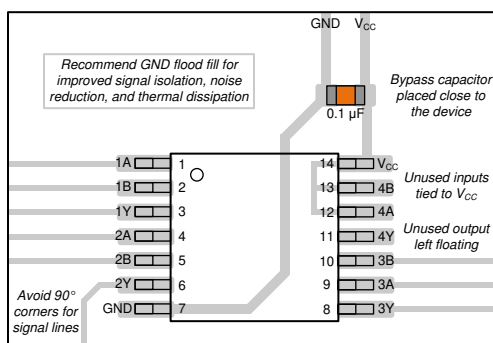 GND VCC
Recommend GND flood fill for
improved signal isolation, noise
reduction, and thermal dissipation
Bypass capacitor
placed close to
the device
0.1 µF
1A 1 14 VCC
1B 2 13 4B
1Y 3 12 4A
2A 4 11 4Y
2B 5 10 3B
2Y 6 9 3A
GND 7 8 3Y
Unused inputs
tied to VCC
Unused output
left floating
Avoid 90°
corners for
signal lines